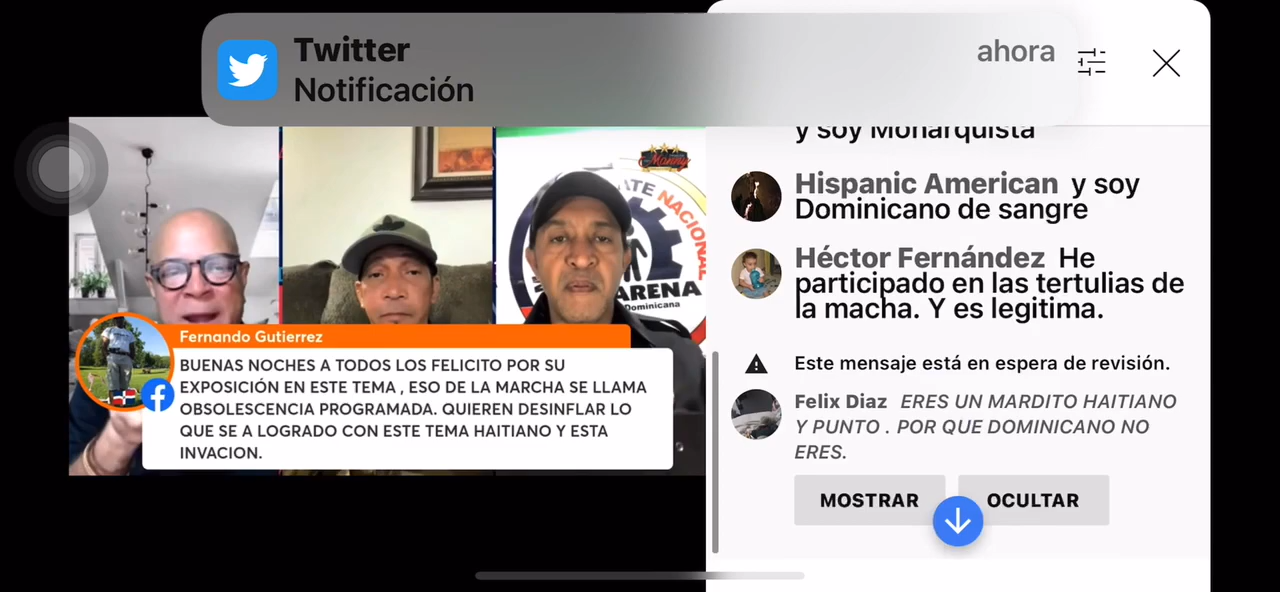 Twitter
Notificación
ahora
Manny
ATE NACIONAL
ARENA
Dominicana
Fernando Gutierrez
BUENAS NOCHES A TODOS LOS FELICITO POR SU
EXPOSICIÓN EN ESTE TEMA , ESO DE LA MARCHA SE LLAMA
OBSOLESCENCIA PROGRAMADA. QUIEREN DESINFLAR LO
QUE SE A LOGRADO CON ESTE TEMA HAITIANO Y ESTA
INVACION.
y soy Monarquista
Hispanic American y soy
Dominicano de sangre
Héctor Fernández He
participado en las tertulias de
la macha. Y es legitima.
Este mensaje está en espera de revisión.
Felix Diaz ERES UN MARDITO HAITIANO
Y PUNTO . POR QUE DOMINICANO NO
ERES.
MOSTRAR
OCULTAR